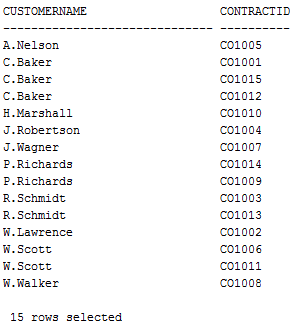 CUSTOMERNAME CONTRACTID
------------------------------ ----------
A.Nelson CO1005
C.Baker CO1001
C.Baker CO1015
C.Baker CO1012
H.Marshall CO1010
J.Robertson CO1004
J.Wagner CO1007
P.Richards CO1014
P.Richards CO1009
R.Schmidt CO1003
R.Schmidt CO1013
W.Lawrence CO1002
W.Scott CO1006
W.Scott CO1011
W.Walker CO1008
15 rows selected